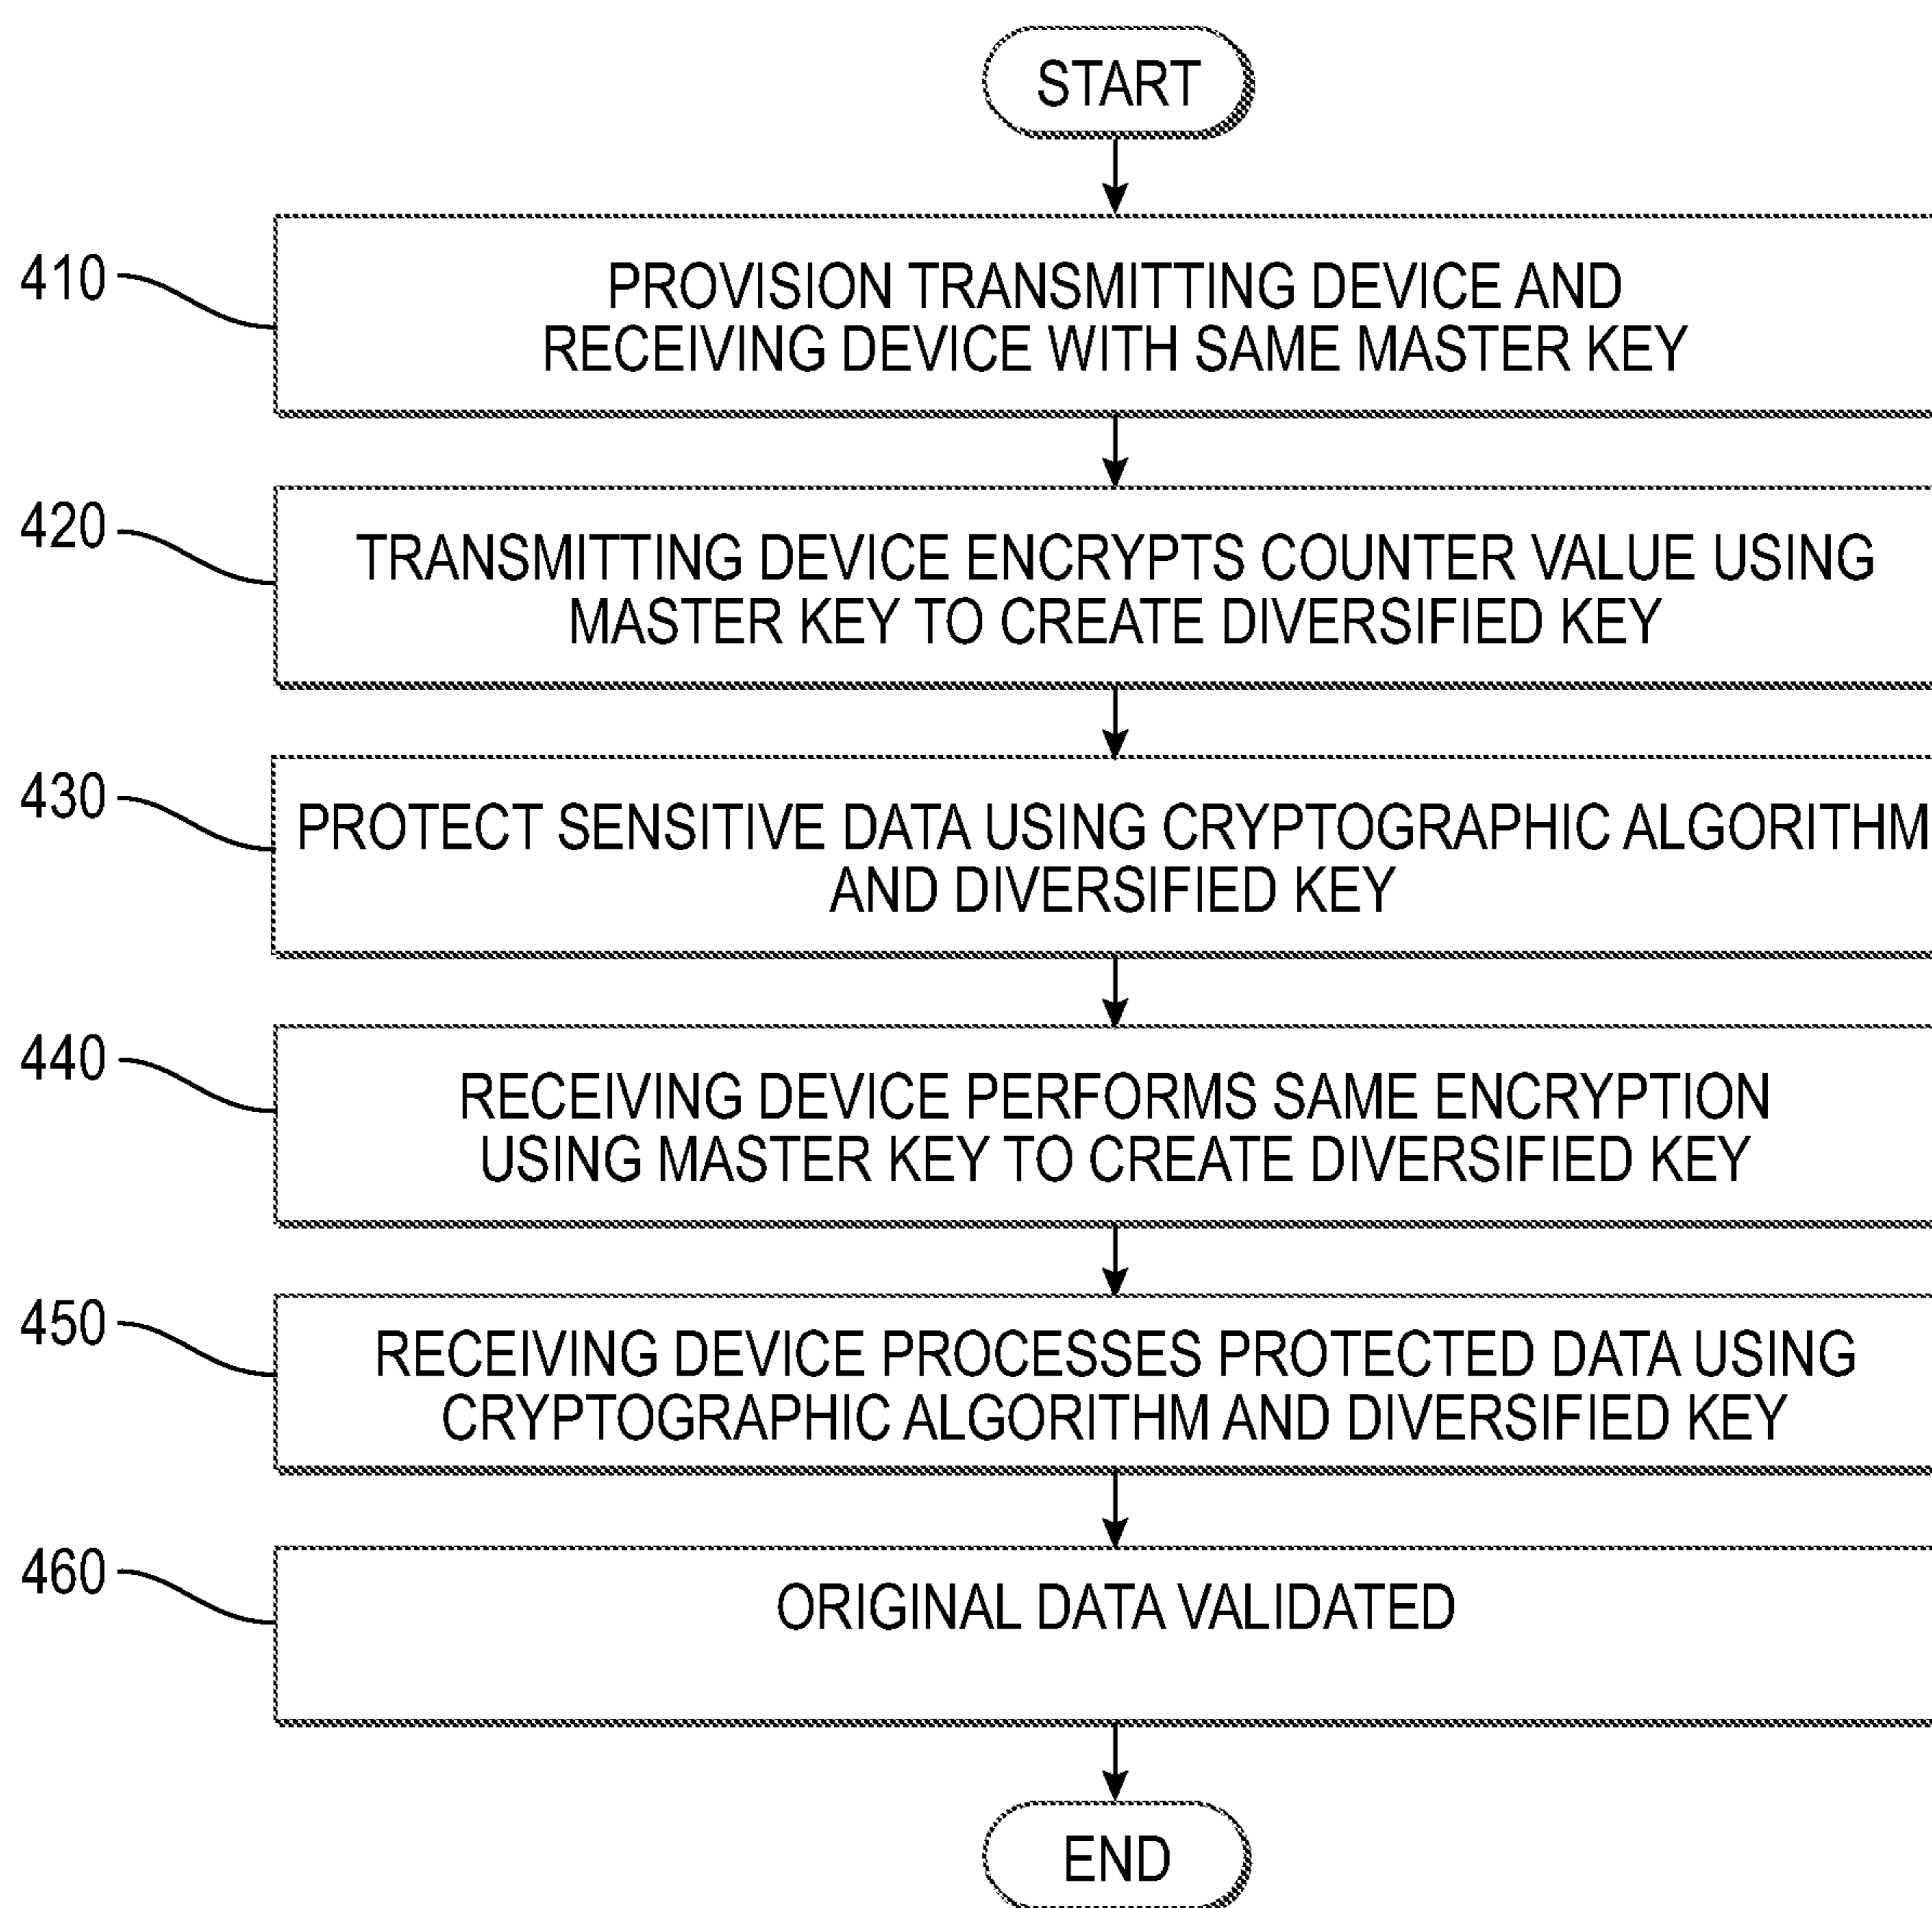 START
410
PROVISION TRANSMITTING DEVICE AND
RECEIVING DEVICE WITH SAME MASTER KEY
420
TRANSMITTING DEVICE ENCRYPTS COUNTER VALUE USING
MASTER KEY TO CREATE DIVERSIFIED KEY
430
PROTECT SENSITIVE DATA USING CRYPTOGRAPHIC ALGORITHM
AND DIVERSIFIED KEY
440
RECEIVING DEVICE PERFORMS SAME ENCRYPTION
USING MASTER KEY TO CREATE DIVERSIFIED KEY
450
RECEIVING DEVICE PROCESSES PROTECTED DATA USING
CRYPTOGRAPHIC ALGORITHM AND DIVERSIFIED KEY
460
ORIGINAL DATA VALIDATED
END